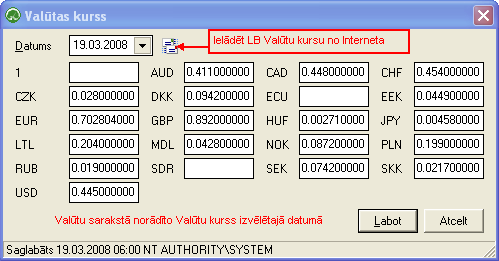 Valūtas kurss
Datums 19.03.2008 Ielādēt LB Valūtu kursu no Interneta
1 AUD 0.411000000 CAD 0.448000000 CHF 0.454000000
CZK 0.028000000 DKK 0.094200000 ECU EEK 0.044900000
EUR 0.702804000 GBP 0.892000000 HUF 0.002710000 JPY 0.004580000
LTL 0.204000000 MDL 0.042800000 NOK 0.087200000 PLN 0.199000000
RUB 0.019000000 SDR SEK 0.074200000 SKK 0.021700000
USD 0.445000000
Valūtu sarakstā norādīto Valūtu kurss izvēlētajā datumā Labot Atcelt
Saglabāts 19.03.2008 06:00 NT AUTHORITY\SYSTEM